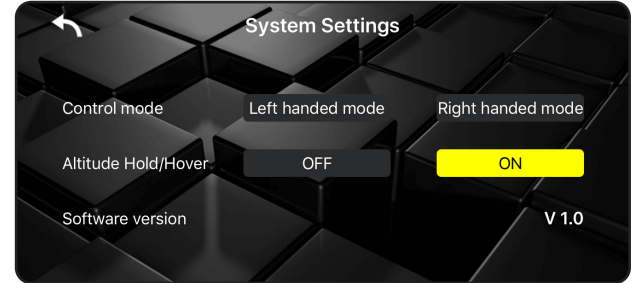 System Settings
Control mode Left handed mode Right handed mode
Altitude Hold/Hover OFF ON
Software version V 1.0